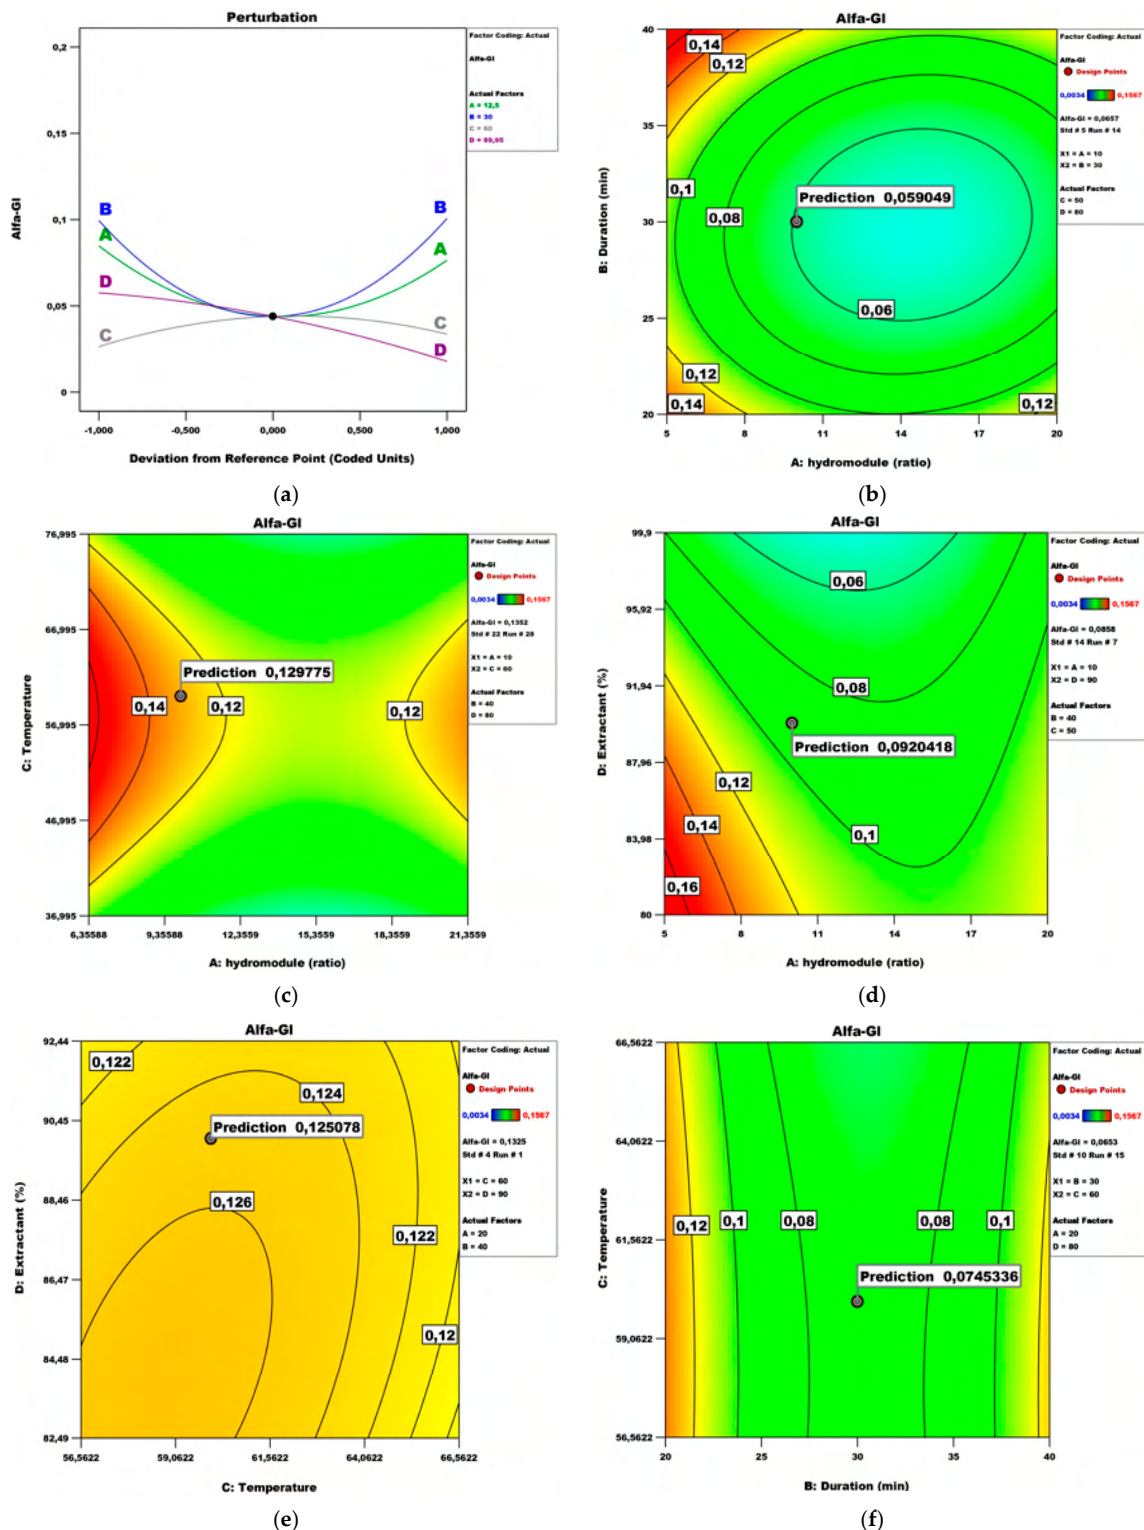 Perturbation
Factor Coding: Actual
Alfa-GI
Actual Factors
A = 12,5
B = 30
C = 60
D = 89,95
0,2
0,15
0,1
0,05
0
Alfa-GI
B
A
D
C
B
A
C
D
-1,000
-0,500
0,000
0,500
1,000
Deviation from Reference Point (Coded Units)
(a)
Alfa-GI
Factor Coding: Actual
Alfa-GI
Design Points
0,0034 0,1567
Alfa-GI = 0,0657
Std # 5 Run # 14
X1 = A = 10
X2 = B = 30
Actual Factors
C = 50
D = 80
40
35
30
25
20
B: Duration (min)
0,14
0,12
0,1
0,08
Prediction 0,059049
0,06
0,12
0,14
0,12
5
8
11
14
17
20
A: hydromodule (ratio)
(b)
Alfa-GI
Factor Coding: Actual
Alfa-GI
Design Points
0,0034 0,1567
Alfa-GI = 0,1352
Std # 22 Run # 28
X1 = A = 10
X2 = C = 60
Actual Factors
B = 40
D = 80
76,995
66,995
56,995
46,995
36,995
C: Temperature
Prediction 0,129775
0,14
0,12
0,12
6,35588
9,35588
12,3559
15,3559
18,3559
21,3559
A: hydromodule (ratio)
(c)
Alfa-GI
Factor Coding: Actual
Alfa-GI
Design Points
0,0034 0,1567
Alfa-GI = 0,0858
Std # 14 Run # 7
X1 = A = 10
X2 = D = 90
Actual Factors
B = 40
C = 50
99,9
95,92
91,94
87,96
83,98
80
D: Extractant (%)
0,06
0,08
Prediction 0,0920418
0,12
0,14
0,1
0,16
5
8
11
14
17
20
A: hydromodule (ratio)
(d)
Alfa-GI
Factor Coding: Actual
Alfa-GI
Design Points
0,0034 0,1567
Alfa-GI = 0,1325
Std # 4 Run # 1
X1 = C = 60
X2 = D = 90
Actual Factors
A = 20
B = 40
92,44
90,45
88,46
86,47
84,48
82,49
D: Extractant (%)
0,122
0,124
Prediction 0,125078
0,126
0,122
0,12
56,5622
59,0622
61,5622
64,0622
66,5622
C: Temperature
(e)
Alfa-GI
Factor Coding: Actual
Alfa-GI
Design Points
0,0034 0,1567
Alfa-GI = 0,0653
Std # 10 Run # 15
X1 = B = 30
X2 = C = 60
Actual Factors
A = 20
D = 80
66,5622
64,0622
61,5622
59,0622
56,5622
C: Temperature
0,12
0,1
0,08
0,08
0,1
Prediction 0,0745336
20
25
30
35
40
B: Duration (min)
(f)